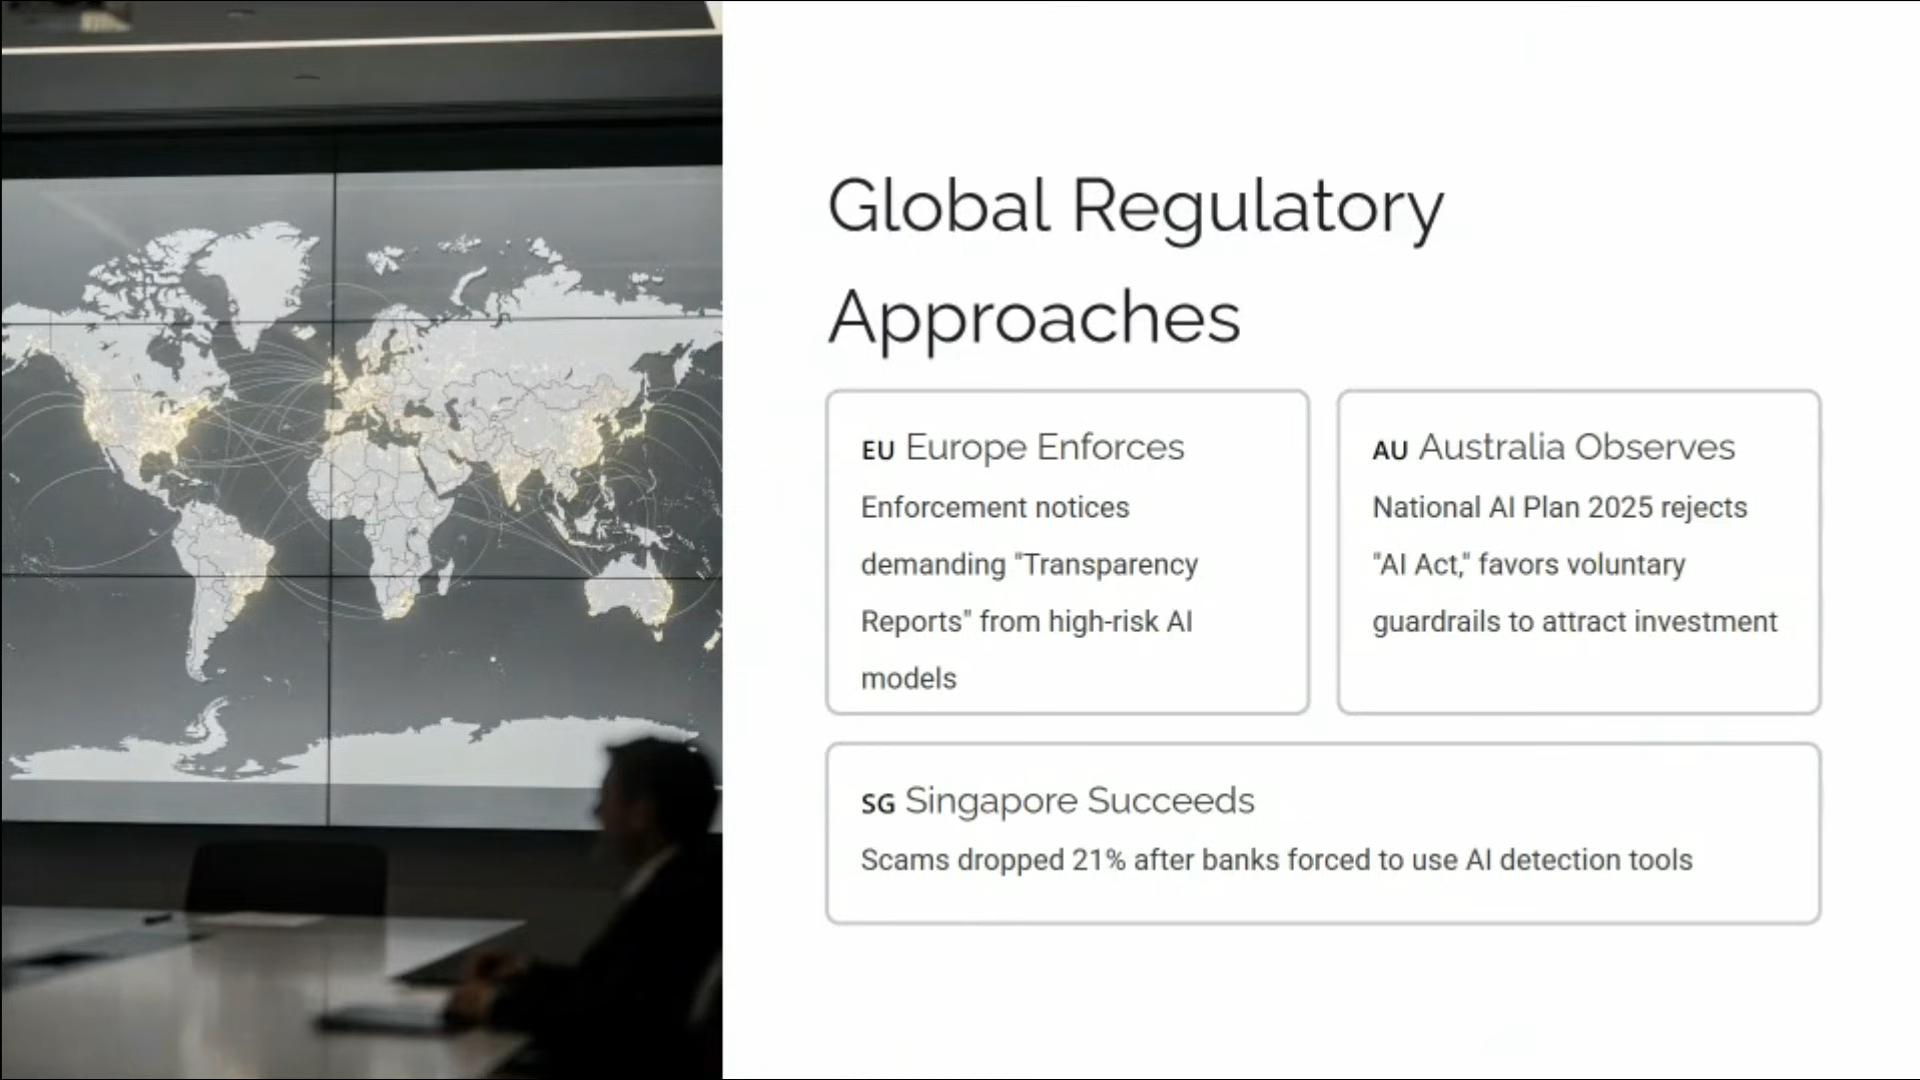 Global Regulatory
Approaches
EU Europe Enforces
Enforcement notices
demanding "Transparency
Reports" from high-risk AI
models
AU Australia Observes
National AI Plan 2025 rejects
"AI Act," favors voluntary
guardrails to attract investment
SG Singapore Succeeds
Scams dropped 21% after banks forced to use AI detection tools